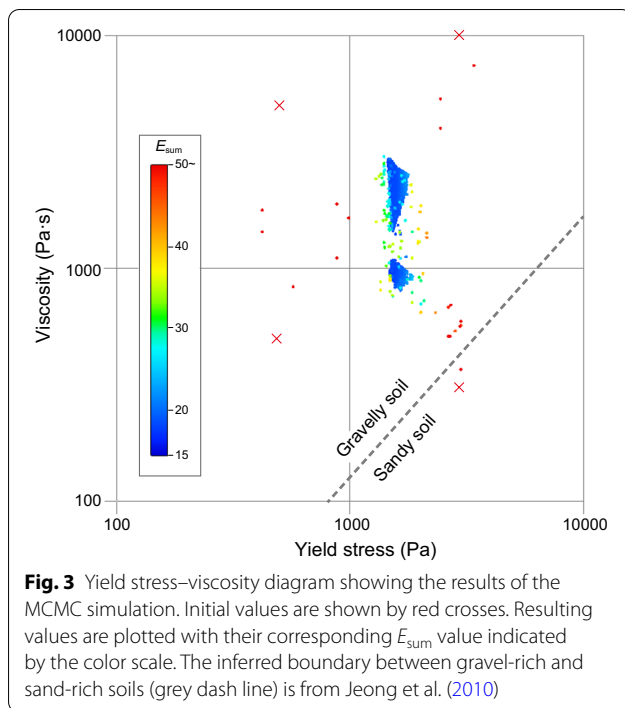 10000
1000
100
Viscosity (Pa·s)
E_sum
50~
40
30
20
15
Gravelly soil
Sandy soil
100
1000
10000
Yield stress (Pa)
Fig. 3 Yield stress–viscosity diagram showing the results of the
MCMC simulation. Initial values are shown by red crosses. Resulting
values are plotted with their corresponding E_sum value indicated
by the color scale. The inferred boundary between gravel-rich and
sand-rich soils (grey dash line) is from Jeong et al. (2010)